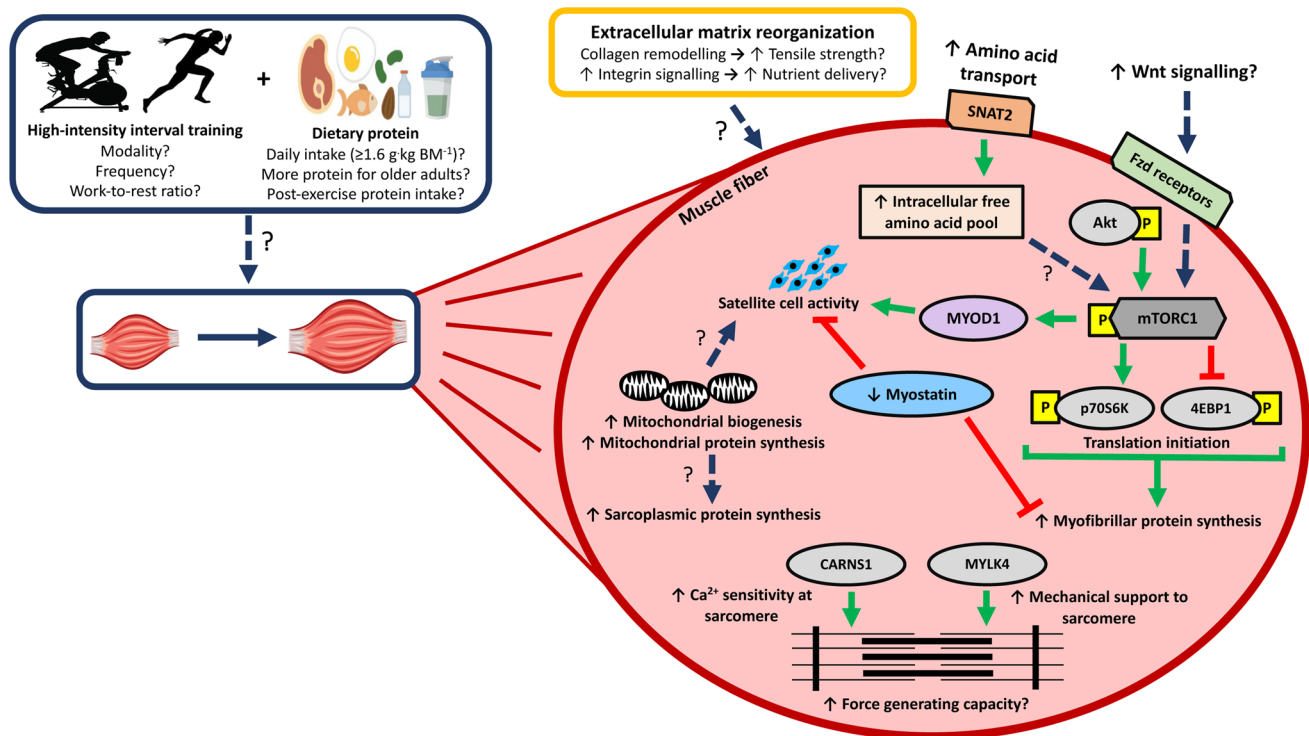 High-intensity interval training
Modality?
Frequency?
Work-to-rest ratio?
+
Dietary protein
Daily intake (≥1.6 g·kg BM⁻¹)?
More protein for older adults?
Post-exercise protein intake?
?
Extracellular matrix reorganization
Collagen remodelling → ↑ Tensile strength?
↑ Integrin signalling → ↑ Nutrient delivery?
?
Muscle fiber
↑ Amino acid
transport
SNAT2
↑ Wnt signalling?
Fzd receptors
↑ Intracellular free
amino acid pool
?
Akt
P
Satellite cell activity
MYOD1
P
mTORC1
?
↓ Myostatin
P
p70S6K
4EBP1
P
Translation initiation
↑ Mitochondrial biogenesis
↑ Mitochondrial protein synthesis
?
↑ Sarcoplasmic protein synthesis
↑ Myofibrillar protein synthesis
CARNS1
MYLK4
↑ Ca²⁺ sensitivity at
sarcomere
↑ Mechanical support to
sarcomere
↑ Force generating capacity?